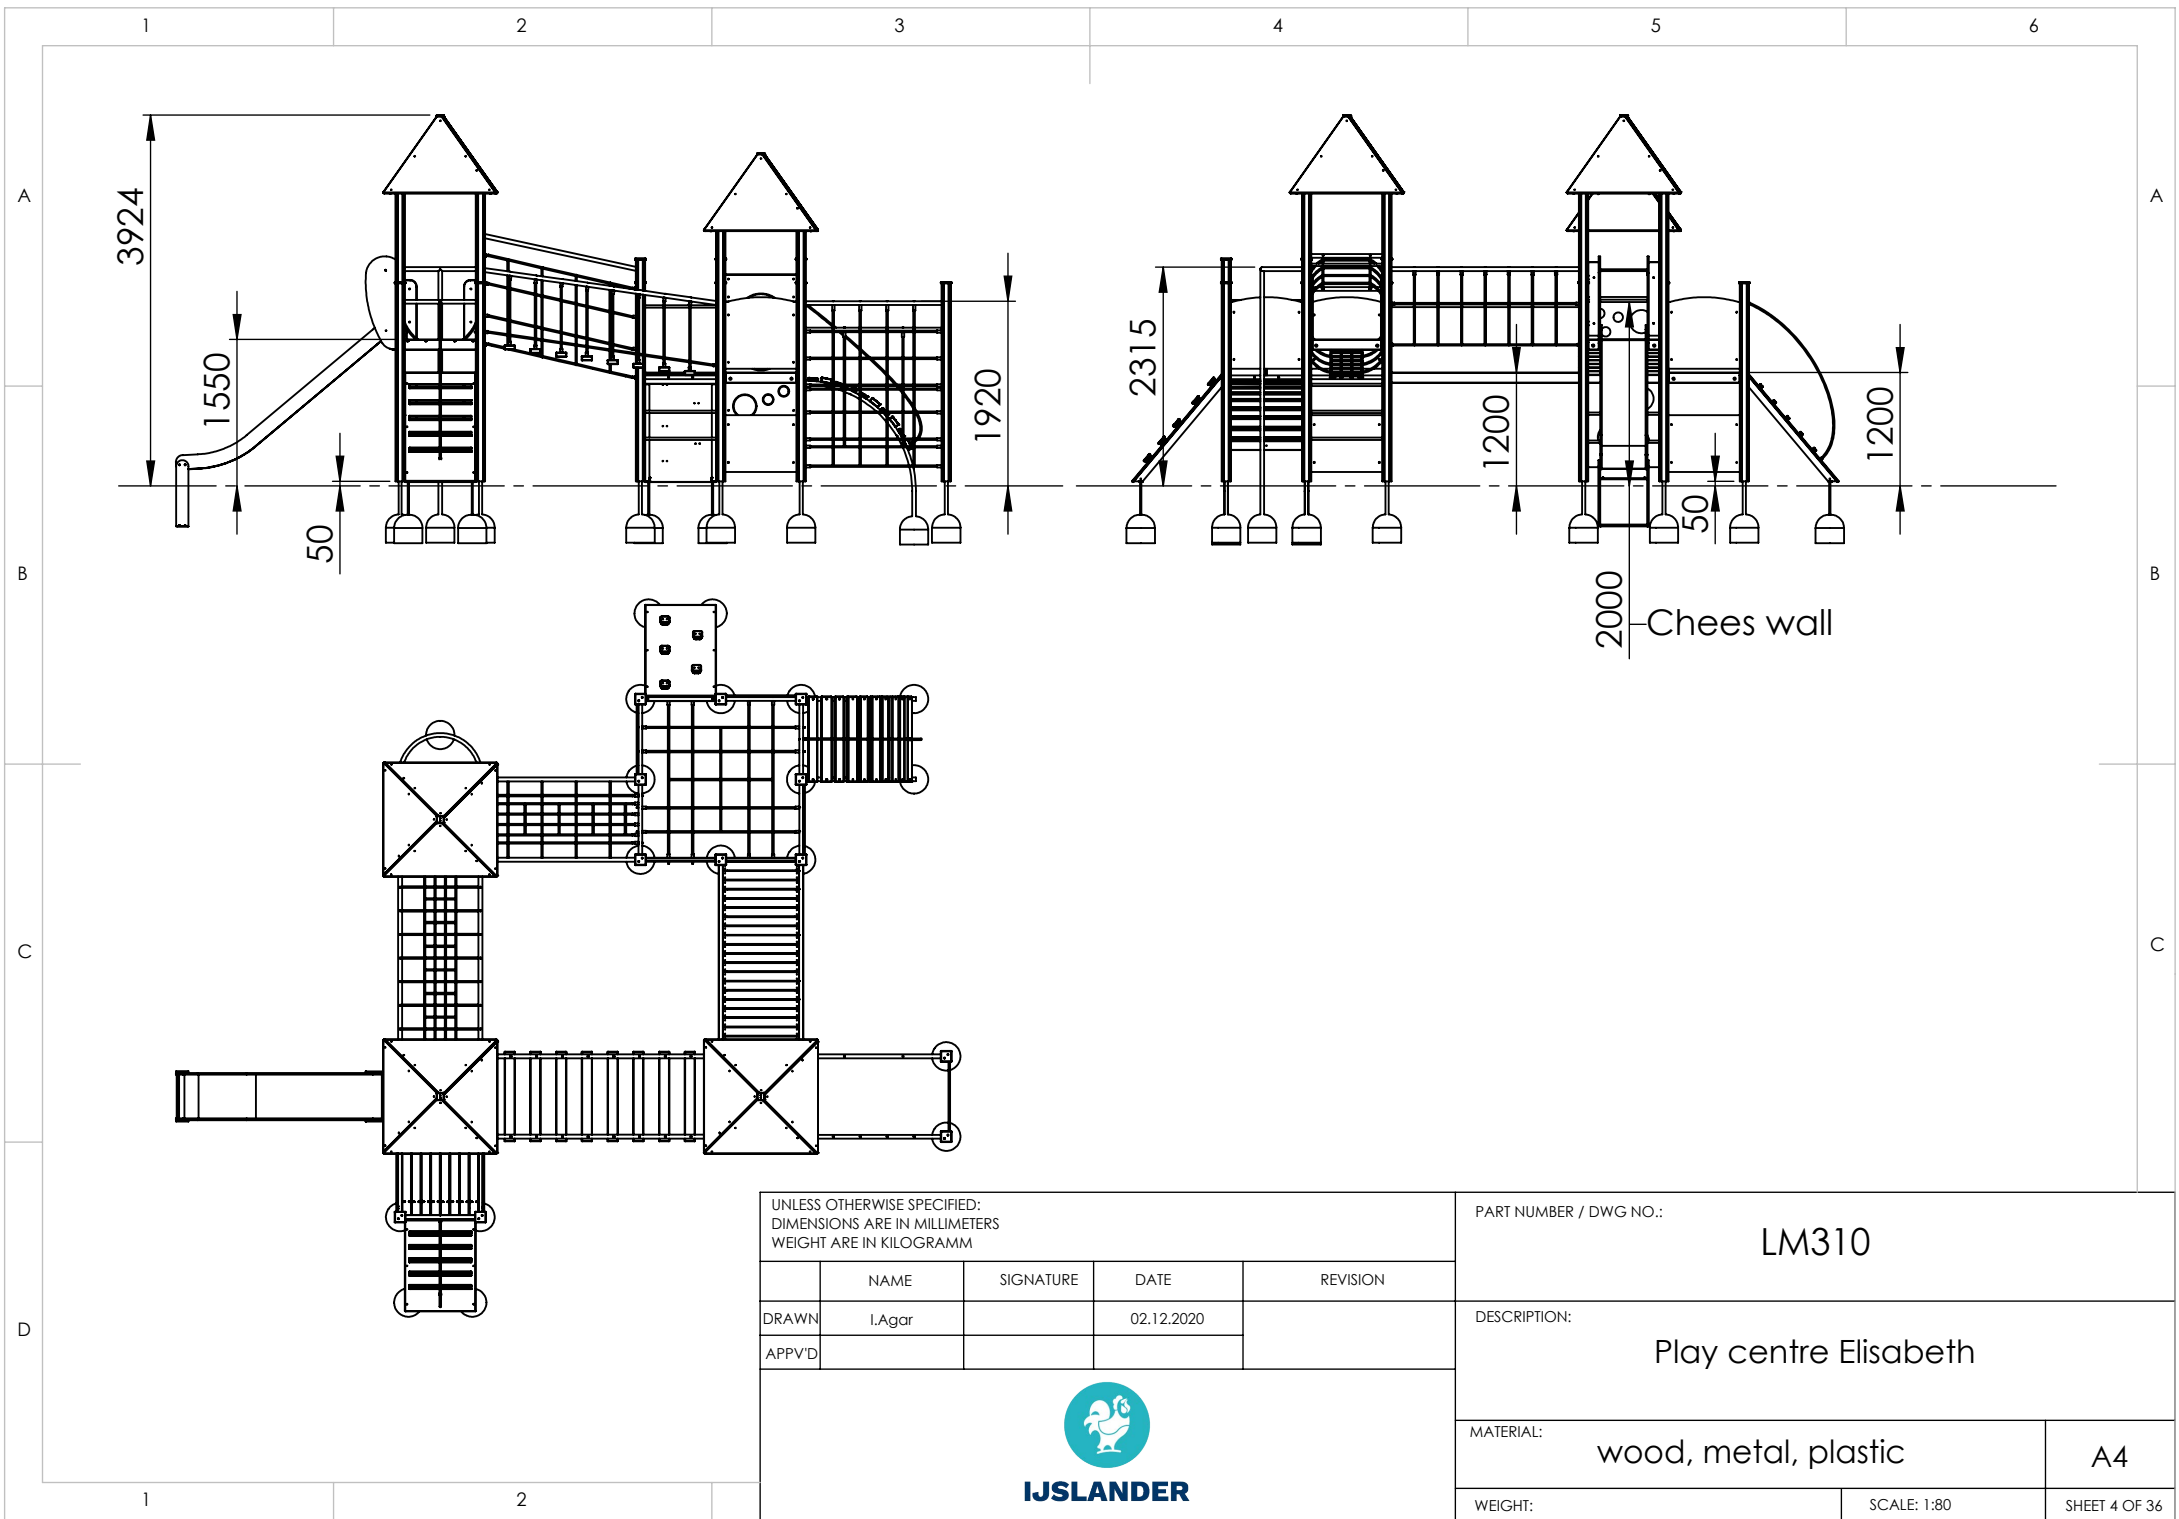 1 2 3 4 5 6
A A
B B
C C
D
3924
1550
50
1920
2315
1200
50
1200
2000
Chees wall
UNLESS OTHERWISE SPECIFIED:
DIMENSIONS ARE IN MILLIMETERS
WEIGHT ARE IN KILOGRAMM
NAME SIGNATURE DATE REVISION
DRAWN I.Agar 02.12.2020
APPV'D
IJSLANDER
PART NUMBER / DWG NO.:
LM310
DESCRIPTION:
Play centre Elisabeth
MATERIAL:
wood, metal, plastic
A4
WEIGHT:
SCALE: 1:80
SHEET 4 OF 36
1 2